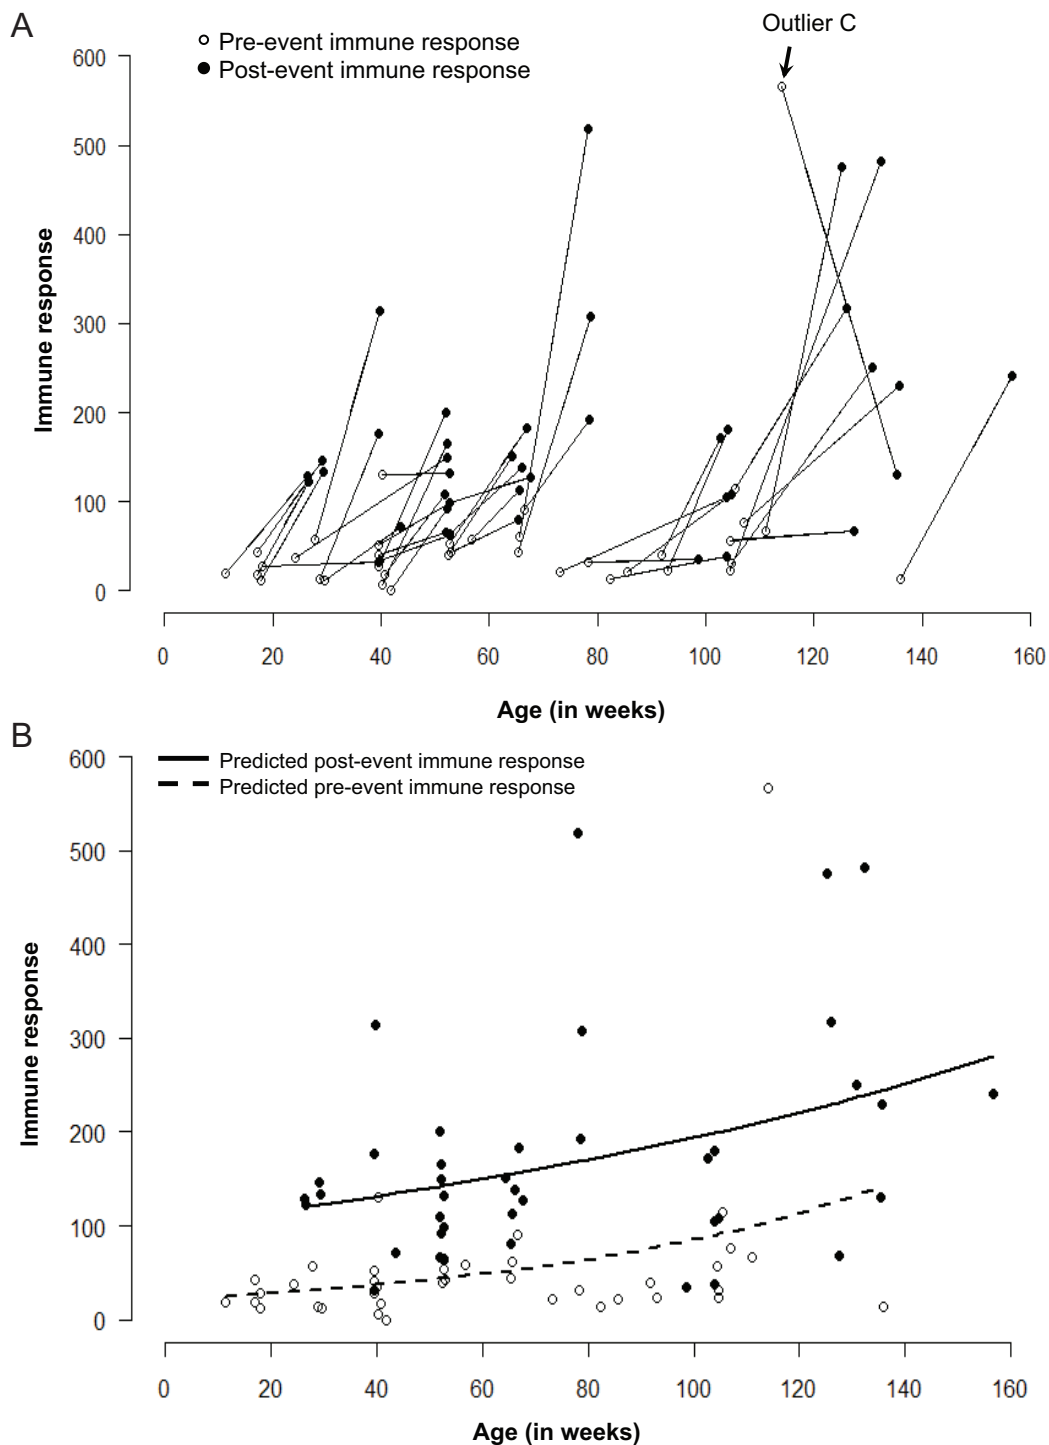 A
Outlier C
Pre-event immune response
Post-event immune response
600
500
400
300
200
100
0
Immune response
0 20 40 60 80 100 120 140 160
Age (in weeks)
B
Predicted post-event immune response
Predicted pre-event immune response
600
500
400
300
200
100
0
Immune response
0 20 40 60 80 100 120 140 160
Age (in weeks)